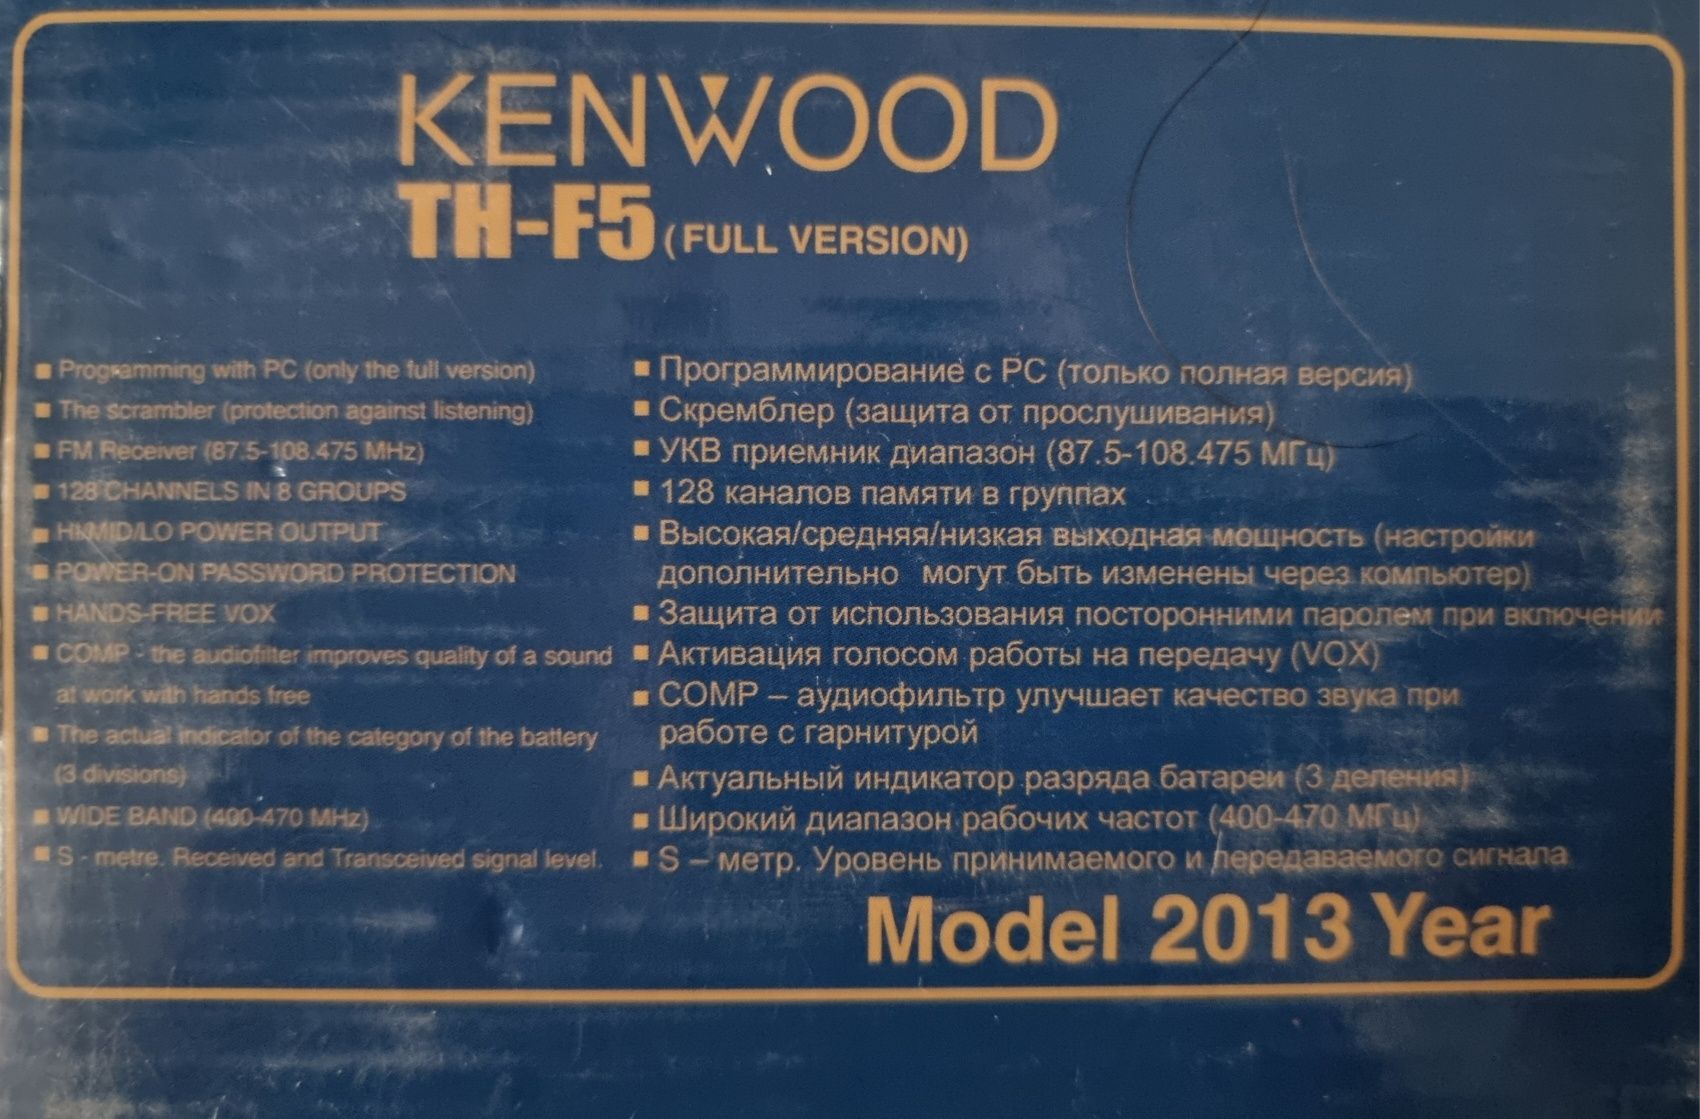 KENWOOD
TH-F5 (FULL VERSION)
■ Programming with PC (only the full version)
■ The scrambler (protection against listening)
■ FM Receiver (87.5-108.475 MHz)
■ 128 CHANNELS IN 8 GROUPS
■ HI/MID/LO POWER OUTPUT
■ POWER-ON PASSWORD PROTECTION
■ HANDS-FREE VOX
■ COMP - the audiofilter improves quality of a sound
at work with hands free
■ The actual indicator of the category of the battery
(3 divisions)
■ WIDE BAND (400-470 MHz)
■ S - metre. Received and Transceived signal level.
■ Программирование с PC (только полная версия)
■ Скремблер (защита от прослушивания)
■ УКВ приемник диапазон (87.5-108.475 МГц)
■ 128 каналов памяти в группах
■ Высокая/средняя/низкая выходная мощность (настройки
дополнительно могут быть изменены через компьютер)
■ Защита от использования посторонними паролем при включении
■ Активация голосом работы на передачу (VOX)
■ COMP – аудиофильтр улучшает качество звука при
работе с гарнитурой
■ Актуальный индикатор разряда батареи (3 деления)
■ Широкий диапазон рабочих частот (400-470 МГц)
■ S – метр. Уровень принимаемого и передаваемого сигнала
Model 2013 Year